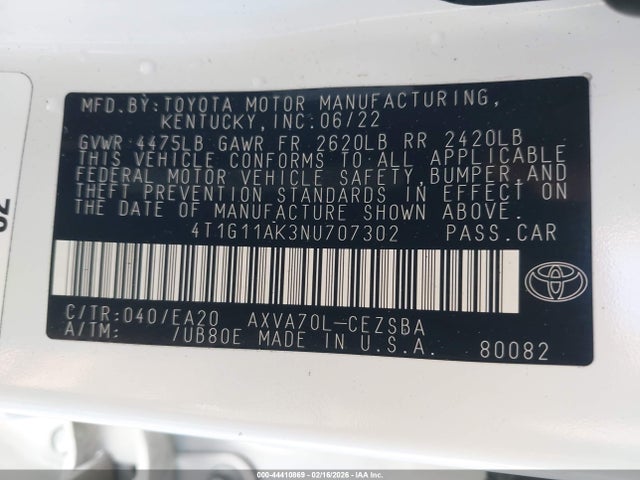 MFD.BY:TOYOTA MOTOR MANUFACTURING,
KENTUCKY,INC.06/22
GVWR 4475LB GAWR FR 2620LB RR 2420LB
THIS VEHICLE CONFORMS TO ALL APPLICABLE
FEDERAL MOTOR VEHICLE SAFETY, BUMPER, AND
THEFT PREVENTION STANDARDS IN EFFECT ON
THE DATE OF MANUFACTURE SHOWN ABOVE.
4T1G11AK3NU707302 PASS.CAR
C/TR:040/EA20 AXVA70L-CEZSBA
A/TM: /UB80E MADE IN U.S.A. 80082
000-44410869 - 02/16/2026 - IAAI.COM